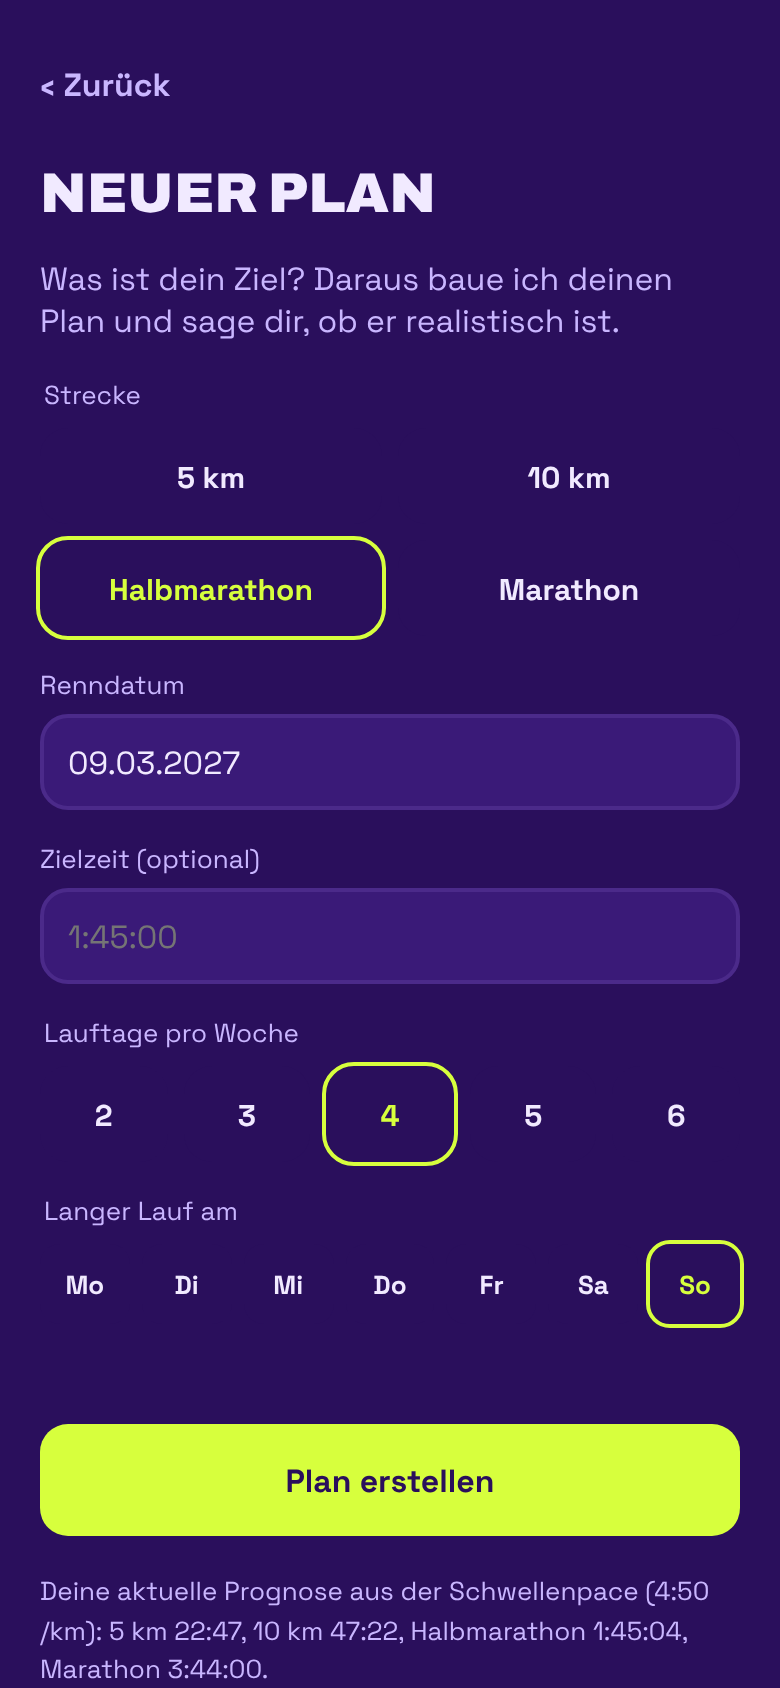 < Zurück
NEUER PLAN
Was ist dein Ziel? Daraus baue ich deinen
Plan und sage dir, ob er realistisch ist.
Strecke
5 km 10 km
Halbmarathon Marathon
Renndatum
09.03.2027
Zielzeit (optional)
1:45:00
Lauftage pro Woche
2 3 4 5 6
Langer Lauf am
Mo Di Mi Do Fr Sa So
Plan erstellen
Deine aktuelle Prognose aus der Schwellenpace (4:50
/km): 5 km 22:47, 10 km 47:22, Halbmarathon 1:45:04,
Marathon 3:44:00.